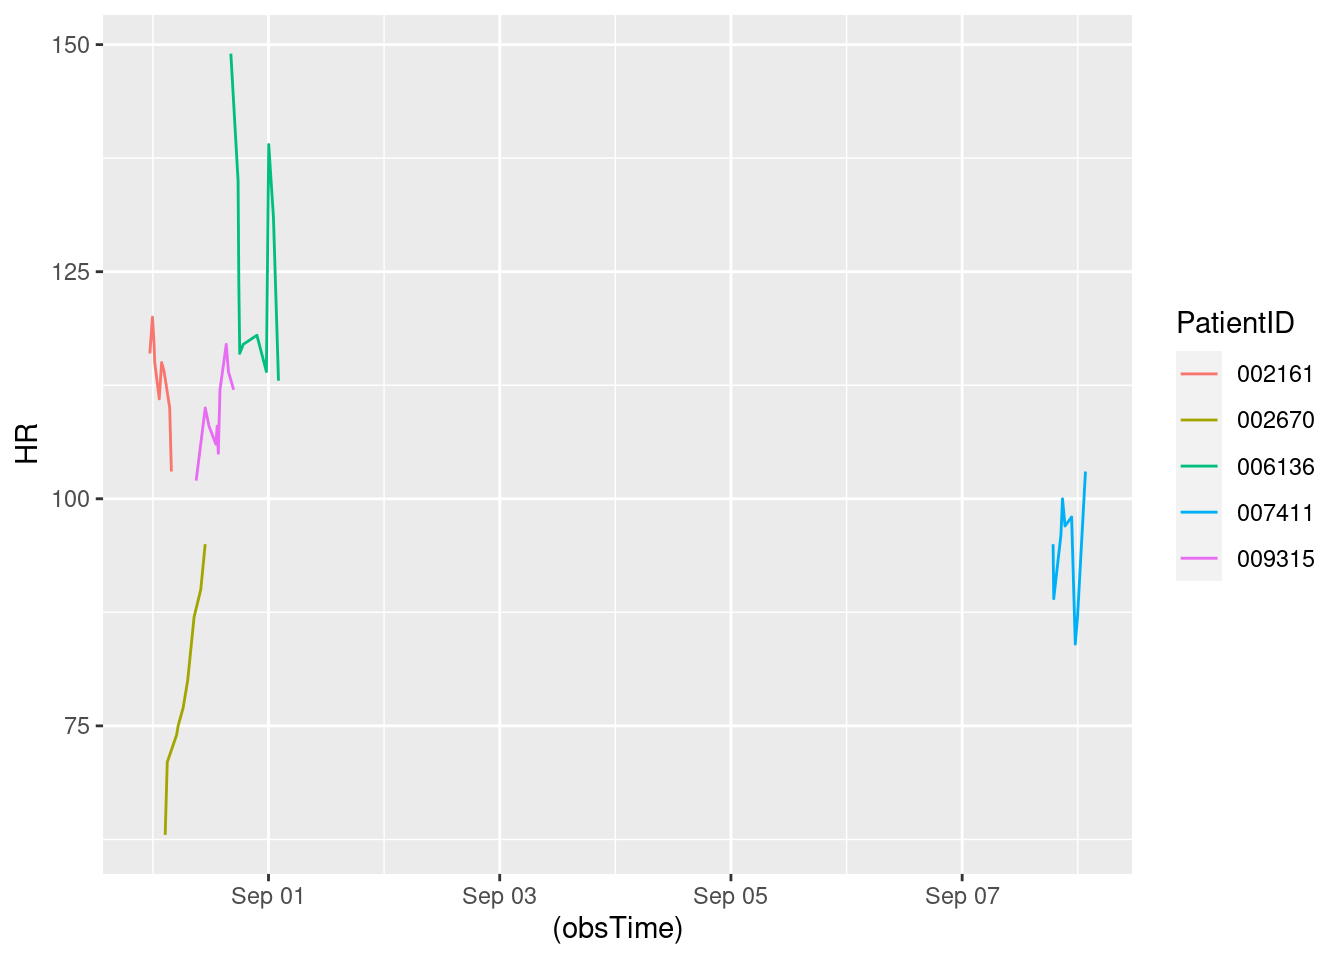 150
125
100
75
HR
Sep 01
Sep 03
Sep 05
Sep 07
(obsTime)
PatientID
002161
002670
006136
007411
009315